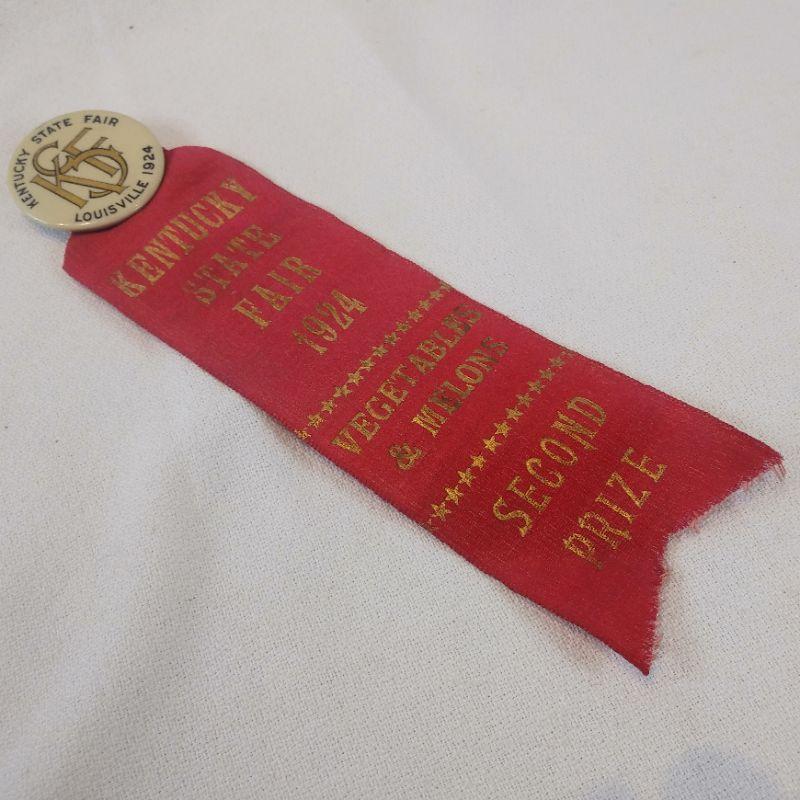 KENTUCKY STATE FAIR
KSF
LOUISVILLE 1924
KENTUCKY
STATE
FAIR
1924
VEGETABLES
& MELONS
SECOND
PRIZE